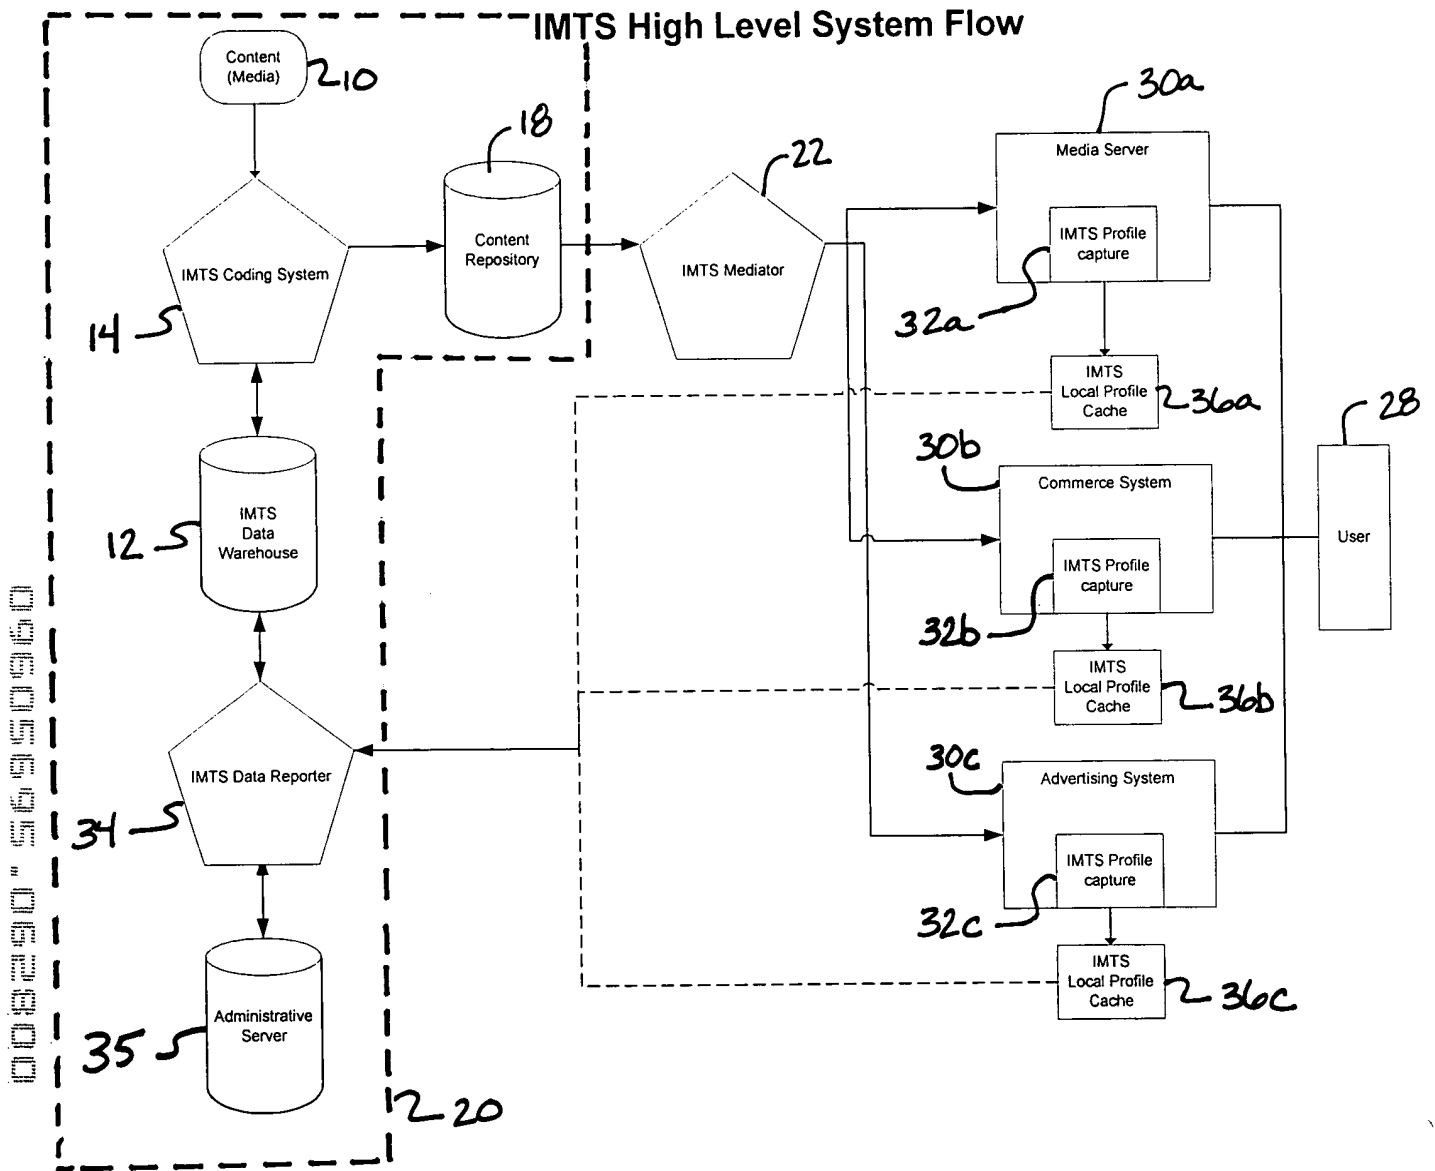 IMTS High Level System Flow
Content
(Media)
10
18
22
30a
Media Server
IMTS Profile
capture
32a
IMTS Coding System
14
Content
Repository
IMTS Mediator
IMTS
Local Profile
Cache
36a
28
User
30b
Commerce System
IMTS Profile
capture
32b
IMTS
Data
Warehouse
12
IMTS
Local Profile
Cache
36b
IMTS Data Reporter
34
30c
Advertising System
IMTS Profile
capture
32c
IMTS
Local Profile
Cache
36c
Administrative
Server
35
20
09605695.062800